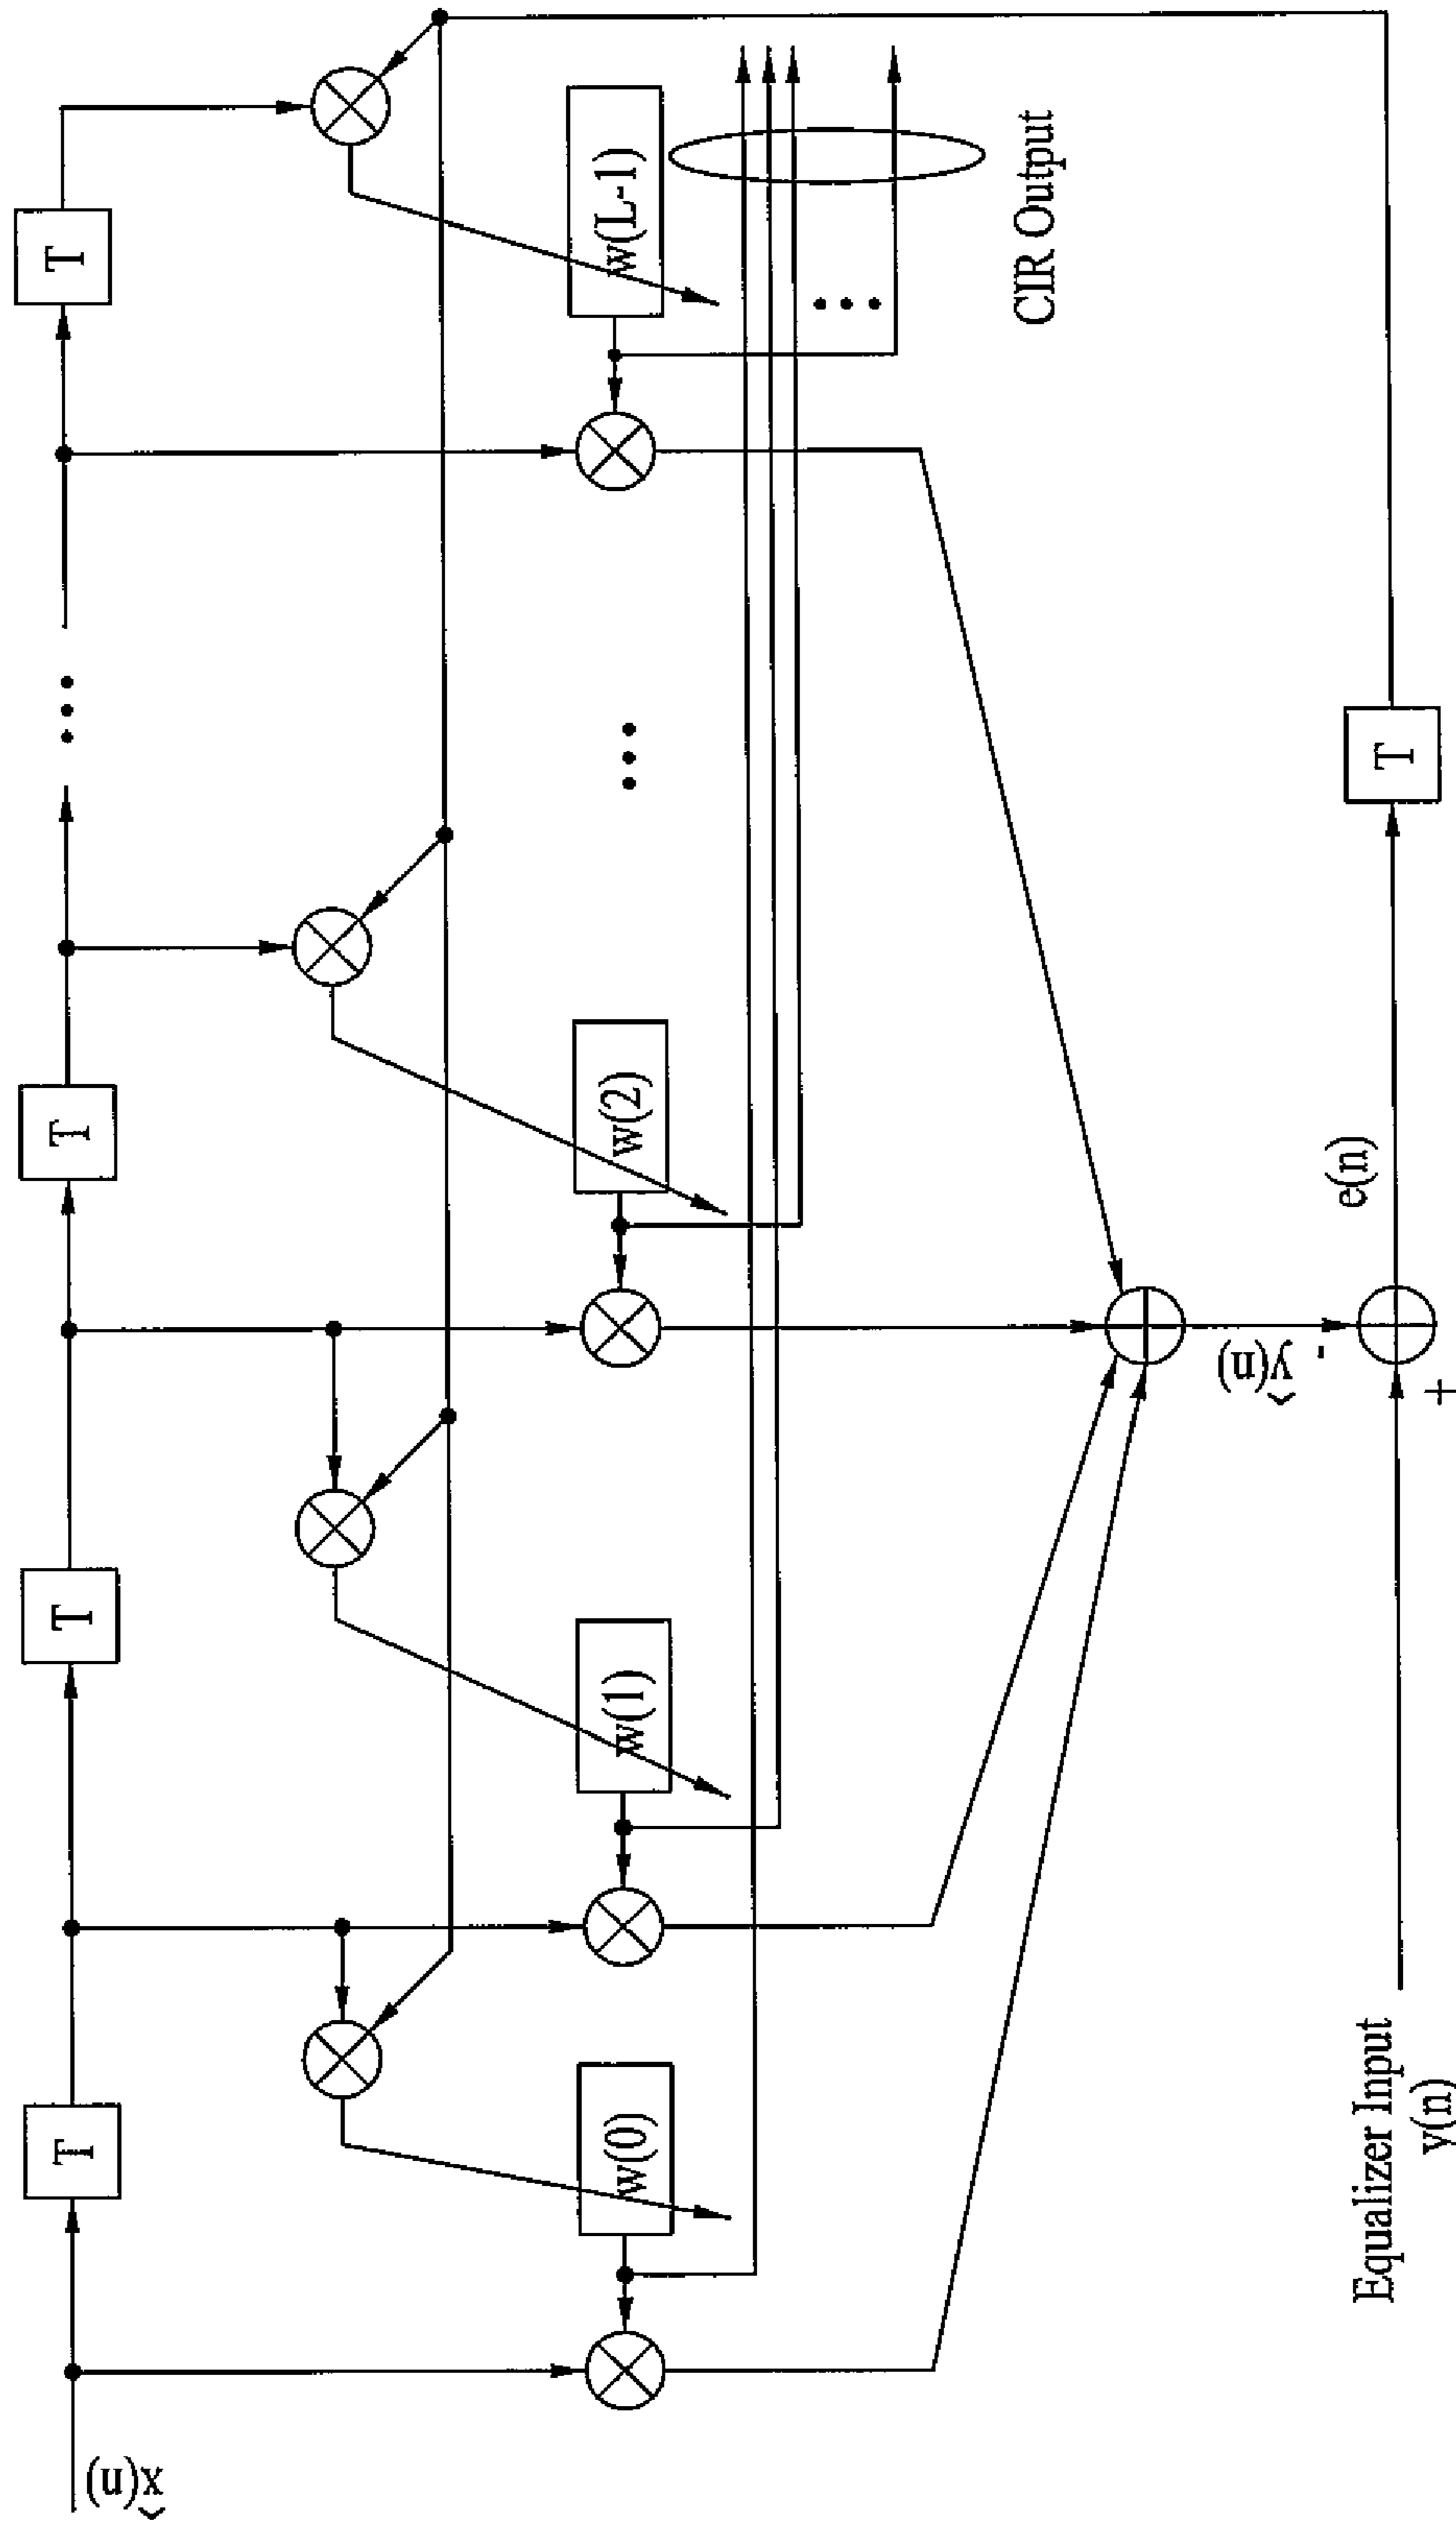 x̂(n)
T
T
T
T
w(0)
w(1)
w(2)
w(L-1)
...
...
...
CIR Output
ŷ(n)
-
+
e(n)
T
Equalizer Input
y(n)